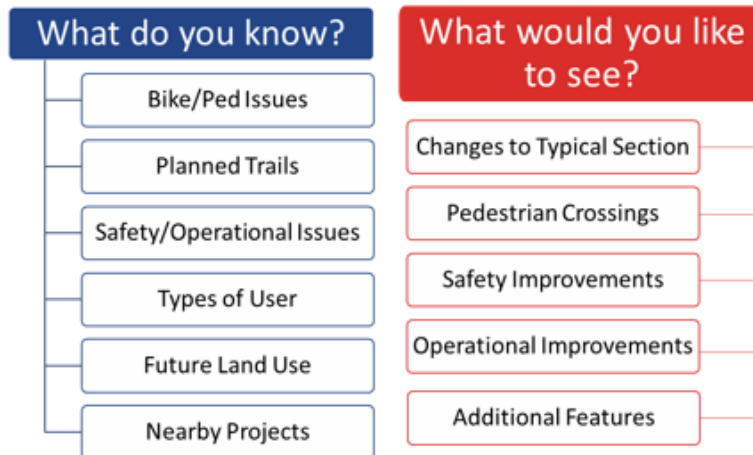 What do you know?
Bike/Ped Issues
Planned Trails
Safety/Operational Issues
Types of User
Future Land Use
Nearby Projects
What would you like
to see?
Changes to Typical Section
Pedestrian Crossings
Safety Improvements
Operational Improvements
Additional Features